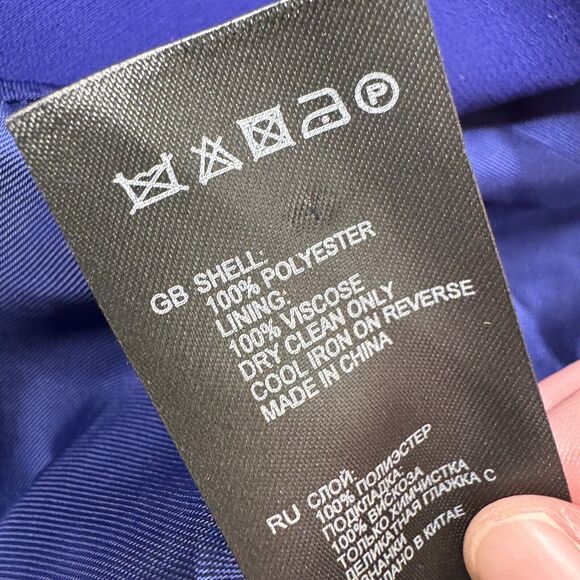 P
GB SHELL:
100% POLYESTER
LINING:
100% VISCOSE
DRY CLEAN ONLY
COOL IRON ON REVERSE
MADE IN CHINA
RU СЛОЙ:
100% ПОЛИЭСТЕР
ПОДКЛАДКА:
100% ВИСКОЗА
ТОЛЬКО ХИМЧИСТКА
ДЕЛИКАТНАЯ ГЛАЖКА С
В КИТАЕ